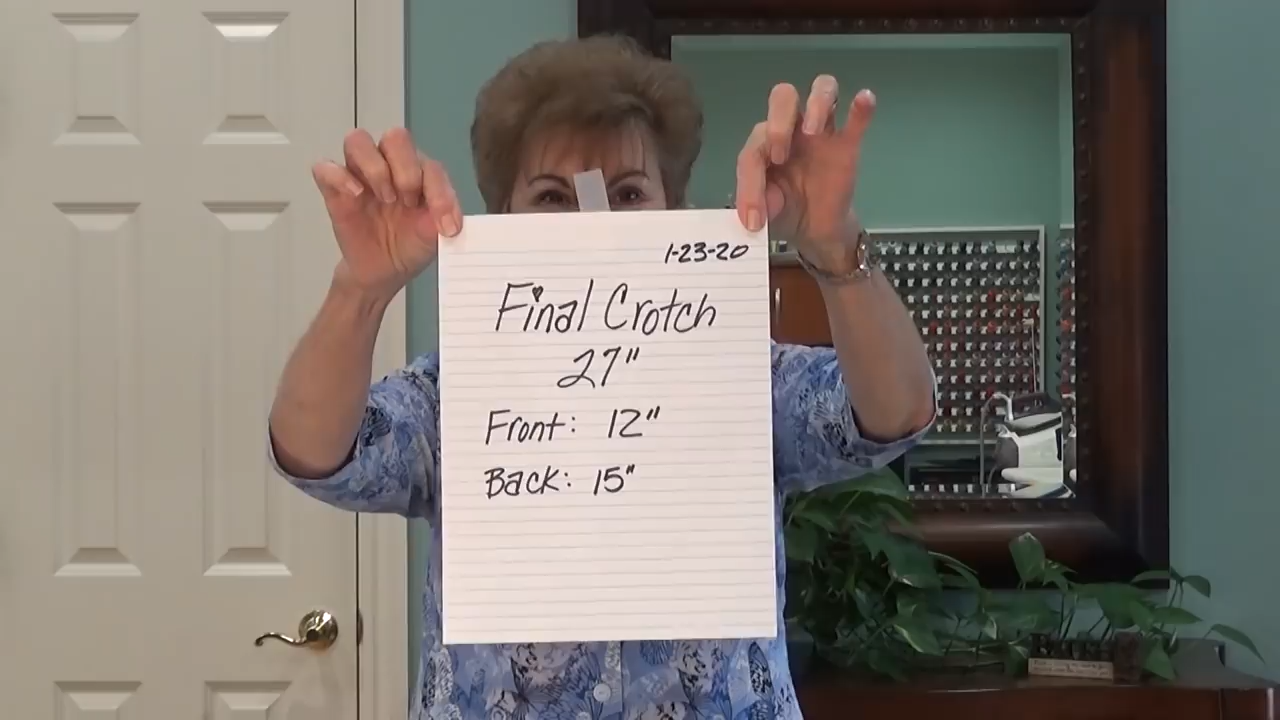 1-23-20
Final Crotch
27"
Front: 12"
Back: 15"